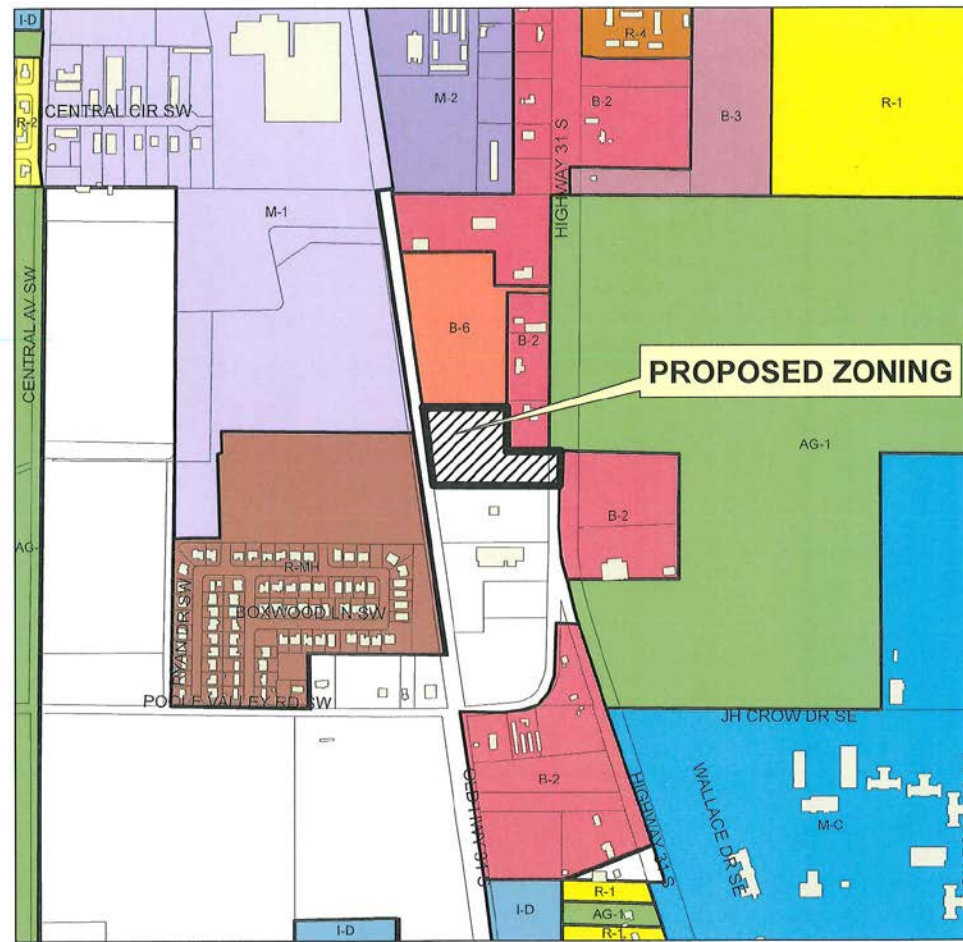 I-D
R-4
CENTRAL CIR SW
M-2
B-2
B-3
R-1
R-2
HIGHWAY 31 S
M-1
CENTRAL AV SW
B-6
B-2
PROPOSED ZONING
AG-1
B-2
AG-
R-MH
BOXWOOD LN SW
RYAN DR SW
POOLE VALLEY RD SW
JH CROW DR SE
B-2
OLD HWY 31 S
HIGHWAY 31 S
WALLACE DR SE
M-C
I-D
R-1
AG-1
R-1
I-D